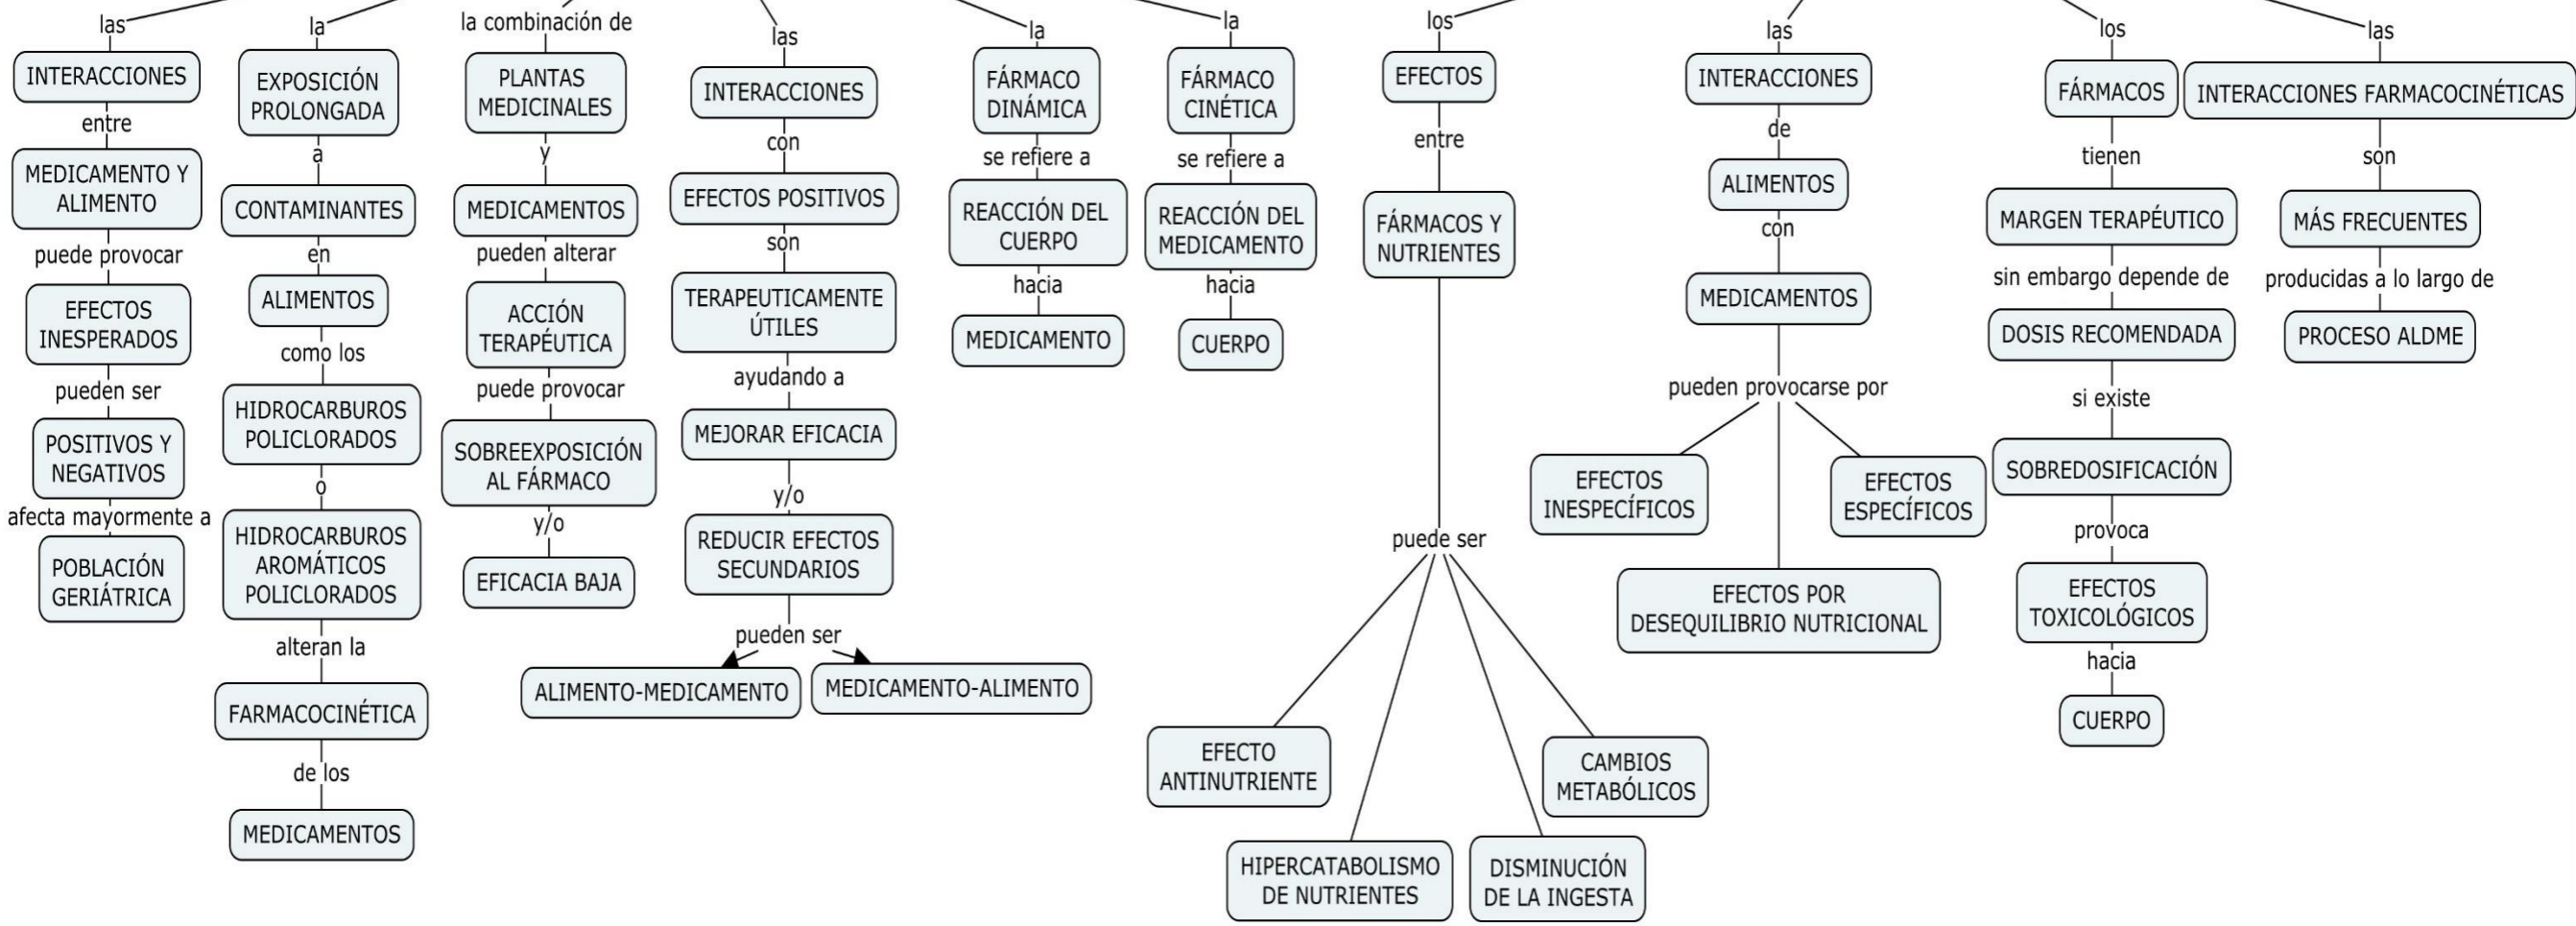 las
INTERACCIONES
entre
MEDICAMENTO Y
ALIMENTO
puede provocar
EFECTOS
INESPERADOS
pueden ser
POSITIVOS Y
NEGATIVOS
afecta mayormente a
POBLACIÓN
GERIÁTRICA
la
EXPOSICIÓN
PROLONGADA
a
CONTAMINANTES
en
ALIMENTOS
como los
HIDROCARBUROS
POLICLORADOS
o
HIDROCARBUROS
AROMÁTICOS
POLICLORADOS
alteran la
FARMACOCINÉTICA
de los
MEDICAMENTOS
la combinación de
PLANTAS
MEDICINALES
y
MEDICAMENTOS
pueden alterar
ACCIÓN
TERAPÉUTICA
puede provocar
SOBREEXPOSICIÓN
AL FÁRMACO
y/o
EFICACIA BAJA
las
INTERACCIONES
con
EFECTOS POSITIVOS
son
TERAPEUTICAMENTE
ÚTILES
ayudando a
MEJORAR EFICACIA
y/o
REDUCIR EFECTOS
SECUNDARIOS
pueden ser
ALIMENTO-MEDICAMENTO
MEDICAMENTO-ALIMENTO
la
FÁRMACO
DINÁMICA
se refiere a
REACCIÓN DEL
CUERPO
hacia
MEDICAMENTO
la
FÁRMACO
CINÉTICA
se refiere a
REACCIÓN DEL
MEDICAMENTO
hacia
CUERPO
los
EFECTOS
entre
FÁRMACOS Y
NUTRIENTES
puede ser
EFECTO
ANTINUTRIENTE
HIPERCATABOLISMO
DE NUTRIENTES
DISMINUCIÓN
DE LA INGESTA
CAMBIOS
METABÓLICOS
las
INTERACCIONES
de
ALIMENTOS
con
MEDICAMENTOS
pueden provocarse por
EFECTOS
INESPECÍFICOS
EFECTOS POR
DESEQUILIBRIO NUTRICIONAL
EFECTOS
ESPECÍFICOS
los
FÁRMACOS
tienen
MARGEN TERAPÉUTICO
sin embargo depende de
DOSIS RECOMENDADA
si existe
SOBREDOSIFICACIÓN
provoca
EFECTOS
TOXICOLÓGICOS
hacia
CUERPO
las
INTERACCIONES FARMACOCINÉTICAS
son
MÁS FRECUENTES
producidas a lo largo de
PROCESO ALDME